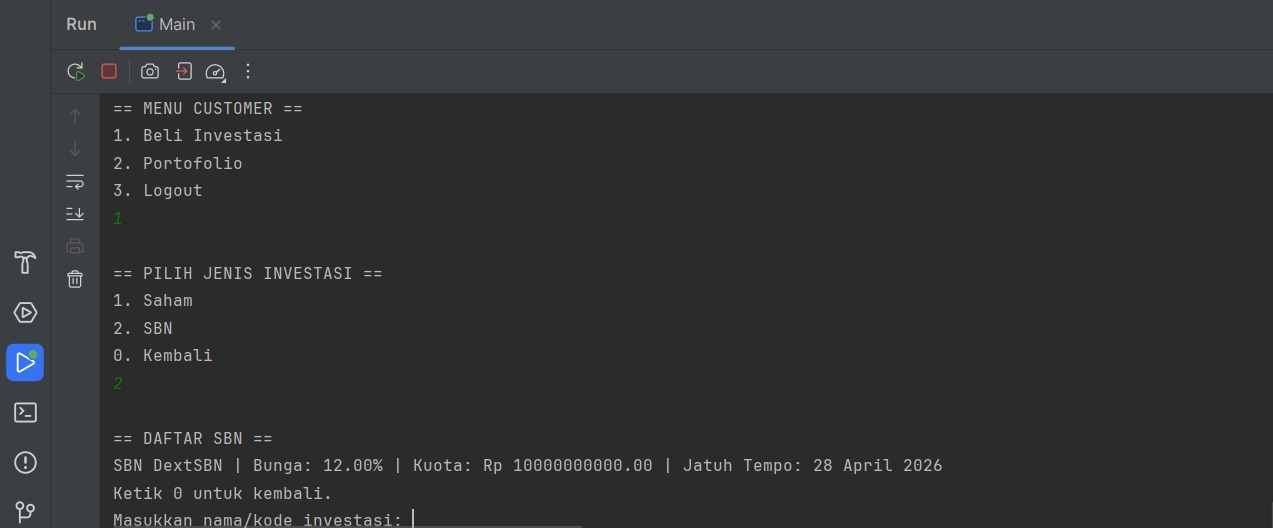 Run Main
== MENU CUSTOMER ==
1. Beli Investasi
2. Portofolio
3. Logout
1
== PILIH JENIS INVESTASI ==
1. Saham
2. SBN
0. Kembali
2
== DAFTAR SBN ==
SBN DextSBN | Bunga: 12.00% | Kuota: Rp 10000000000.00 | Jatuh Tempo: 28 April 2026
Ketik 0 untuk kembali.
Masukkan nama/kode investasi: